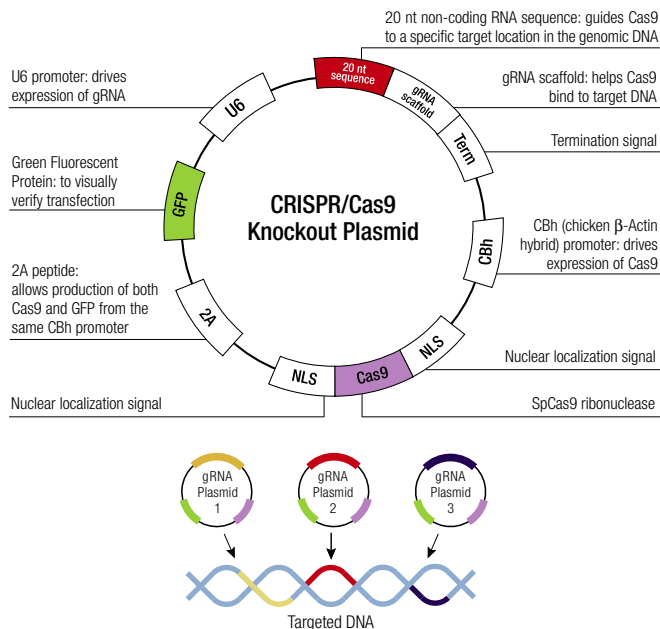 20 nt non-coding RNA sequence: guides Cas9
to a specific target location in the genomic DNA
U6 promoter: drives
expression of gRNA
gRNA scaffold: helps Cas9
bind to target DNA
Termination signal
Green Fluorescent
Protein: to visually
verify transfection
CBh (chicken β-Actin
hybrid) promoter: drives
expression of Cas9
2A peptide:
allows production of both
Cas9 and GFP from the
same CBh promoter
Nuclear localization signal
Nuclear localization signal
SpCas9 ribonuclease
20 nt
sequence
gRNA
scaffold
Term
CBh
NLS
Cas9
NLS
2A
GFP
U6
CRISPR/Cas9
Knockout Plasmid
gRNA
Plasmid
1
gRNA
Plasmid
2
gRNA
Plasmid
3
Targeted DNA